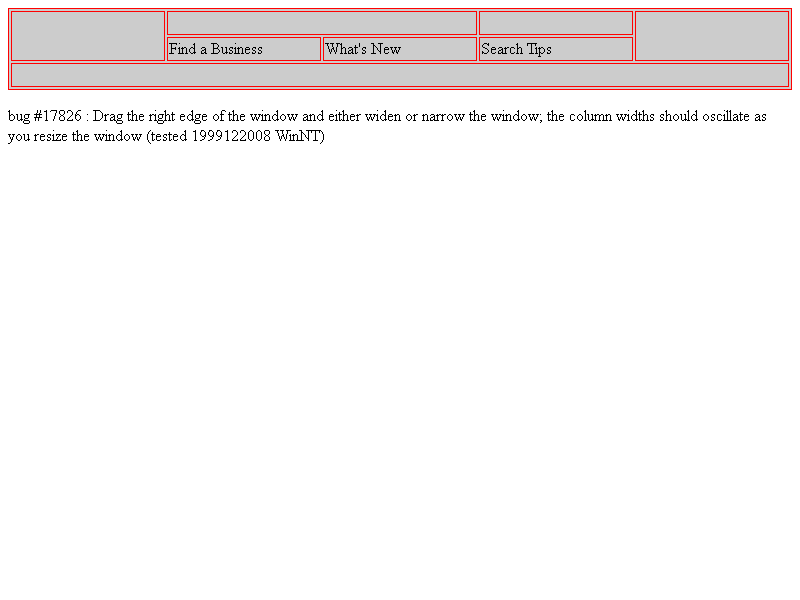 Find a Business What's New Search Tips
bug #17826 : Drag the right edge of the window and either widen or narrow the window; the column widths should oscillate as
you resize the window (tested 1999122008 WinNT)